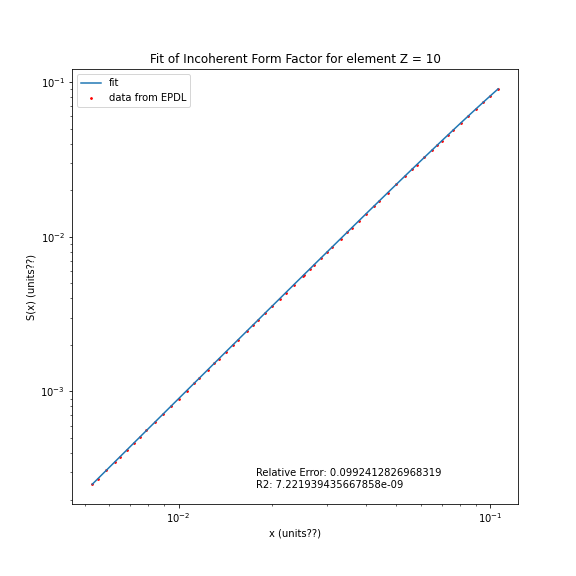 Fit of Incoherent Form Factor for element Z = 10
fit
data from EPDL
10⁻¹
10⁻²
10⁻³
S(x) (units??)
Relative Error: 0.0992412826968319
R2: 7.221939435667858e-09
10⁻²
10⁻¹
x (units??)